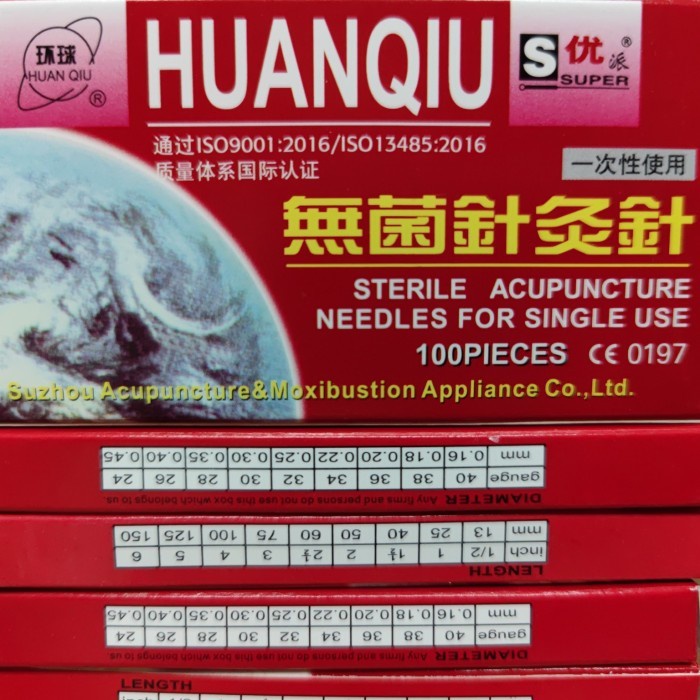 环球
HUAN QIU
®
HUANQIU
S优派®
SUPER
通过ISO9001:2016/ISO13485:2016
质量体系国际认证
一次性使用
無菌針灸針
STERILE ACUPUNCTURE
NEEDLES FOR SINGLE USE
100PIECES CE 0197
Suzhou Acupuncture&Moxibustion Appliance Co.,Ltd.
DIAMETER Any firms and persons do not use this box which belongs to us.
gauge 40 38 36 34 32 30 28 26 24
mm 0.16 0.18 0.20 0.22 0.25 0.30 0.35 0.40 0.45
LENGTH
inch 1/2 1 1½ 2 2½ 3 4 5 6
mm 13 25 40 50 60 75 100 125 150
DIAMETER Any firms and persons do not use this box which belongs to us.
gauge 40 38 36 34 32 30 28 26 24
mm 0.16 0.18 0.20 0.22 0.25 0.30 0.35 0.40 0.45
LENGTH